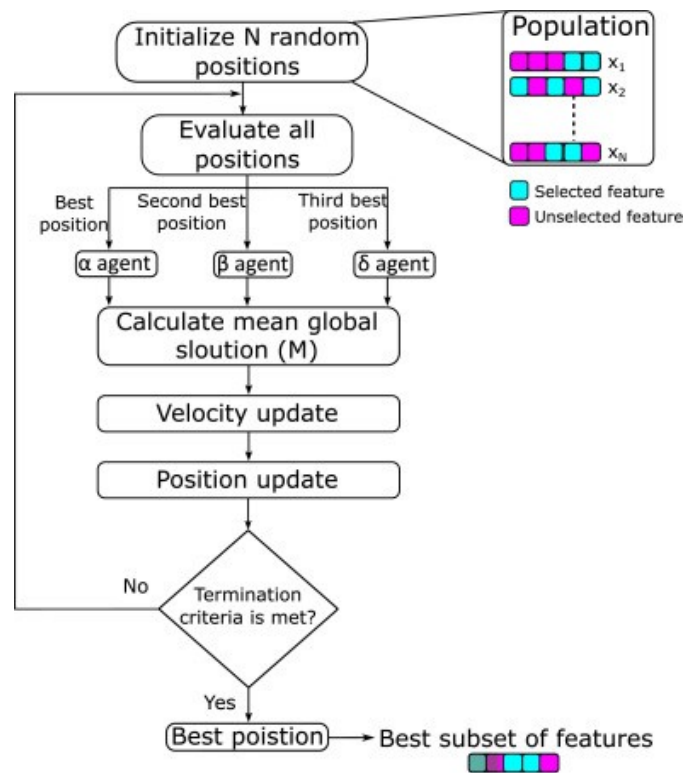 Initialize N random
positions
Population
x1
x2
xN
Selected feature
Unselected feature
Evaluate all
positions
Best
position
Second best
position
Third best
position
α agent
β agent
δ agent
Calculate mean global
sloution (M)
Velocity update
Position update
Termination
criteria is met?
No
Yes
Best poistion
Best subset of features